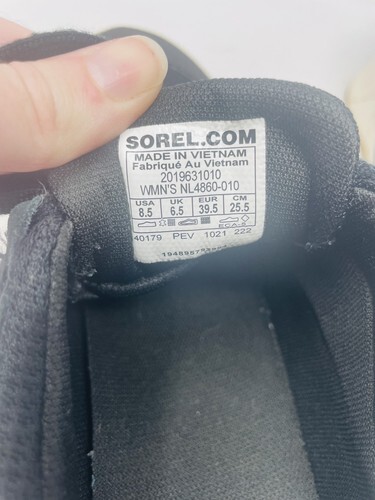 SOREL.COM
MADE IN VIETNAM
Fabriqué Au Vietnam
2019631010
WMN'S NL4860-010
USA UK EUR CM
8.5 6.5 39.5 25.5
40179 PEV 1021 222